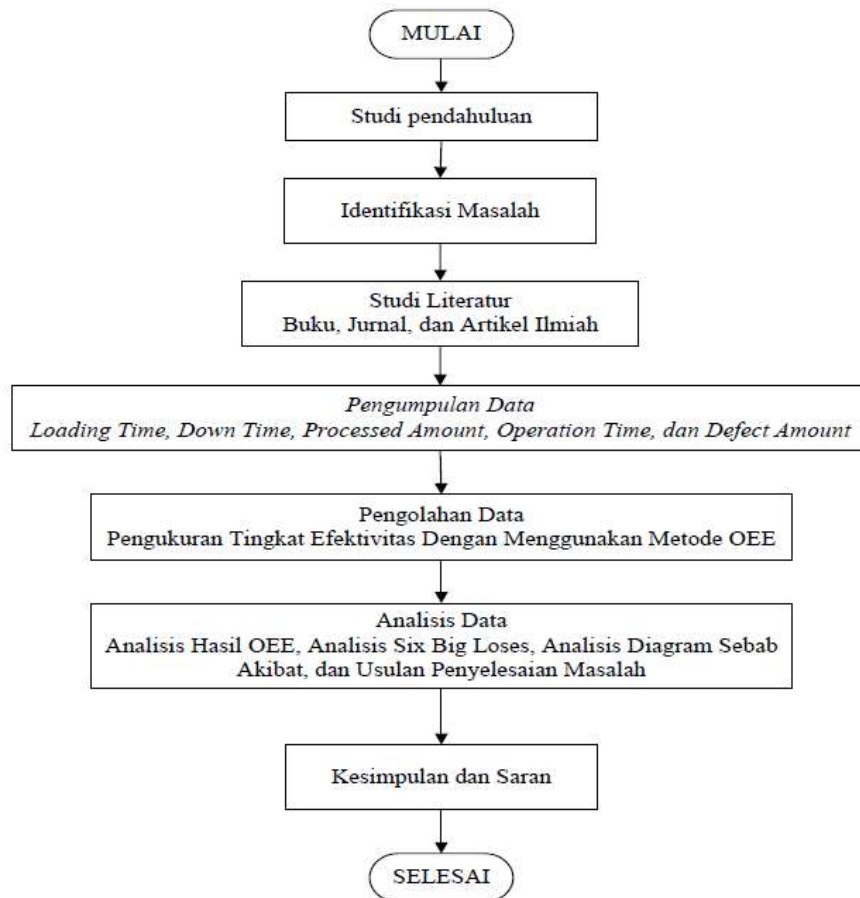 MULAI
Studi pendahuluan
Identifikasi Masalah
Studi Literatur
Buku, Jurnal, dan Artikel Ilmiah
Pengumpulan Data
Loading Time, Down Time, Processed Amount, Operation Time, dan Defect Amount
Pengolahan Data
Pengukuran Tingkat Efektivitas Dengan Menggunakan Metode OEE
Analisis Data
Analisis Hasil OEE, Analisis Six Big Loses, Analisis Diagram Sebab
Akibat, dan Usulan Penyelesaian Masalah
Kesimpulan dan Saran
SELESAI